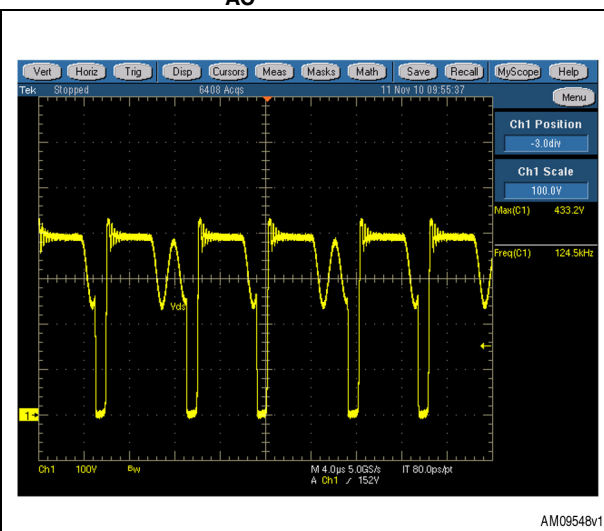 Vert Horiz Trig Disp Cursors Meas Masks Math Save Recall MyScope Help
Tek Stopped 6408 Acqs 11 Nov 10 09:55:37
Menu
Ch1 Position
-3.0div
Ch1 Scale
100.0V
Max(C1) 433.2V
Freq(C1) 124.5kHz
Vds
1
Ch1 100V Bw M 4.0µs 5.0GS/s IT 80.0ps/pt
A Ch1 152V
AM09548v1